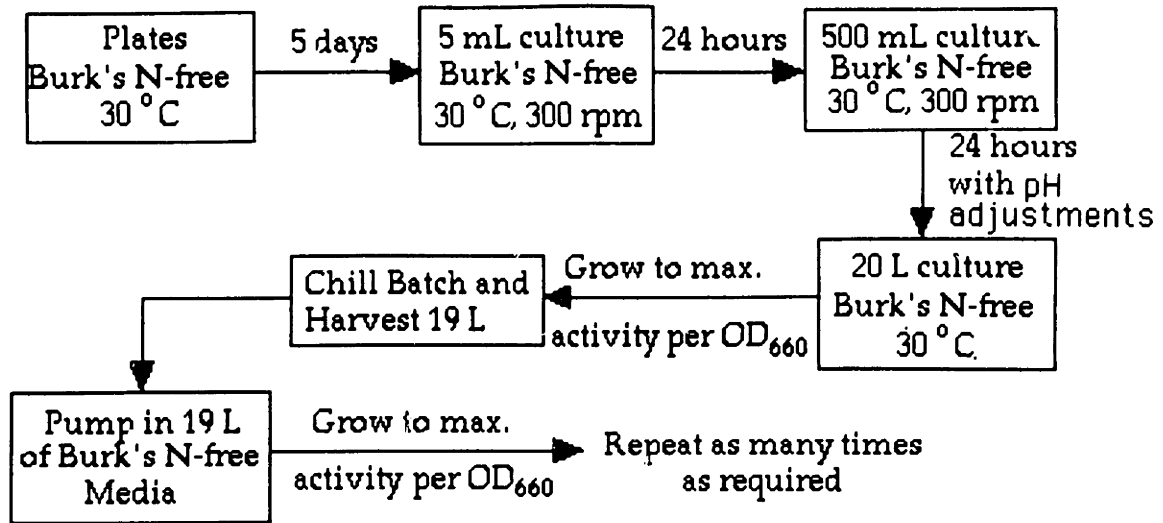 Plates
Burk's N-free
30 °C
5 days
5 mL culture
Burk's N-free
30 °C, 300 rpm
24 hours
500 mL culture
Burk's N-free
30 °C, 300 rpm
24 hours
with pH
adjustments
20 L culture
Burk's N-free
30 °C.
Grow to max.
activity per OD660
Chill Batch and
Harvest 19 L
Pump in 19 L
of Burk's N-free
Media
Grow to max.
activity per OD660
Repeat as many times
as required